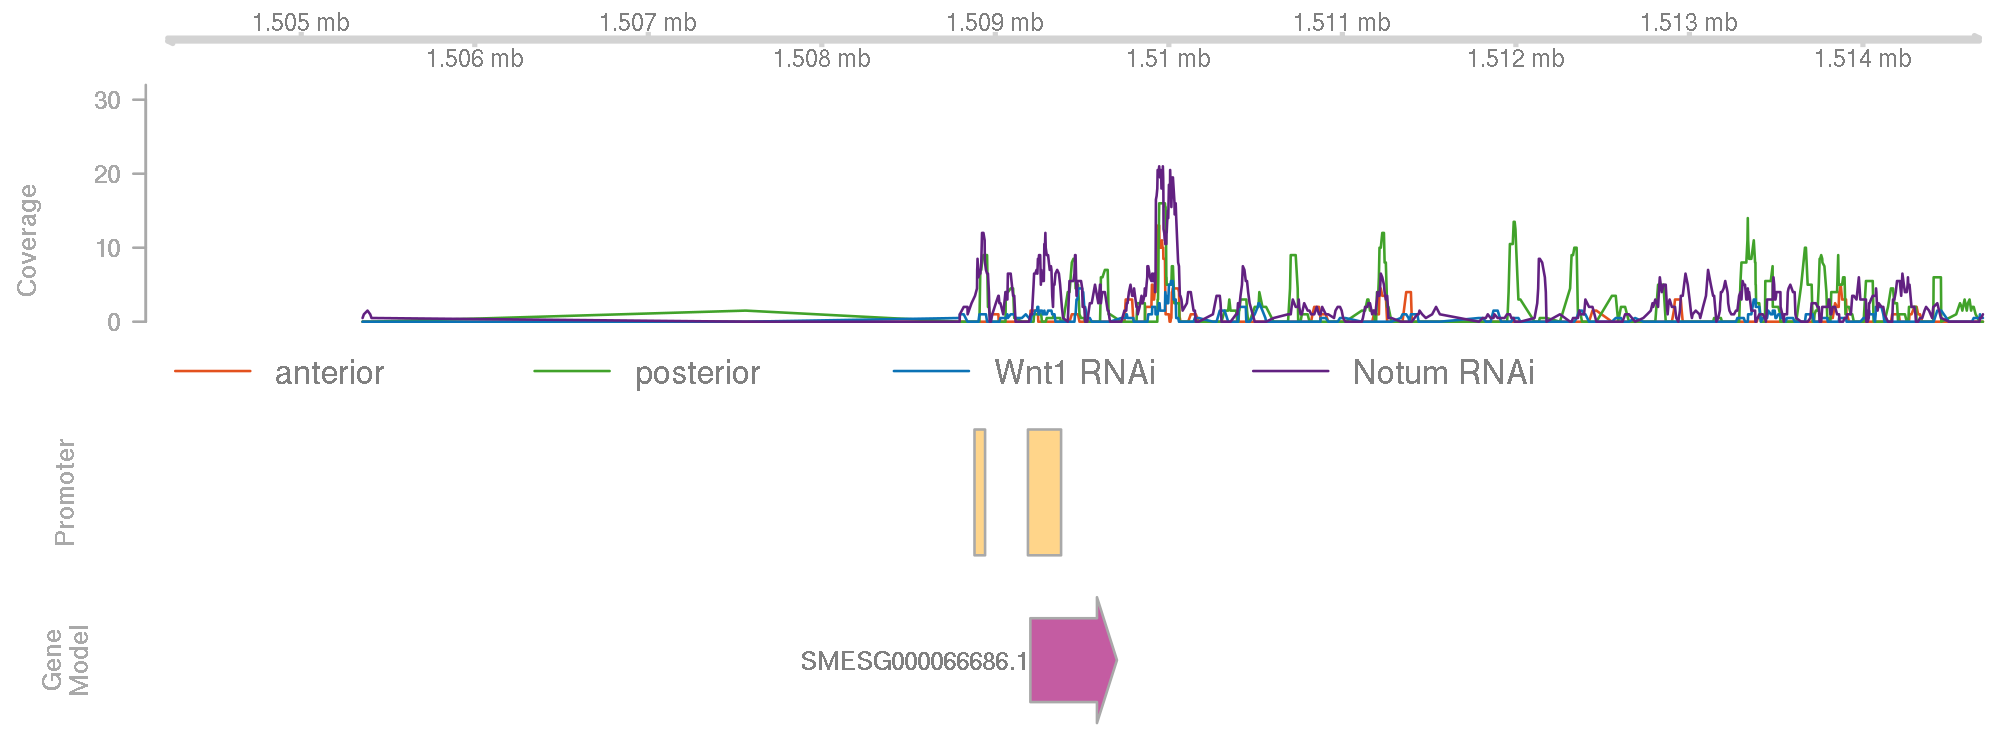 1.505 mb
1.507 mb
1.509 mb
1.511 mb
1.513 mb
1.506 mb
1.508 mb
1.51 mb
1.512 mb
1.514 mb
Coverage
30
20
10
0
anterior
posterior
Wnt1 RNAi
Notum RNAi
Promoter
Gene
Model
SMESG000066686.1